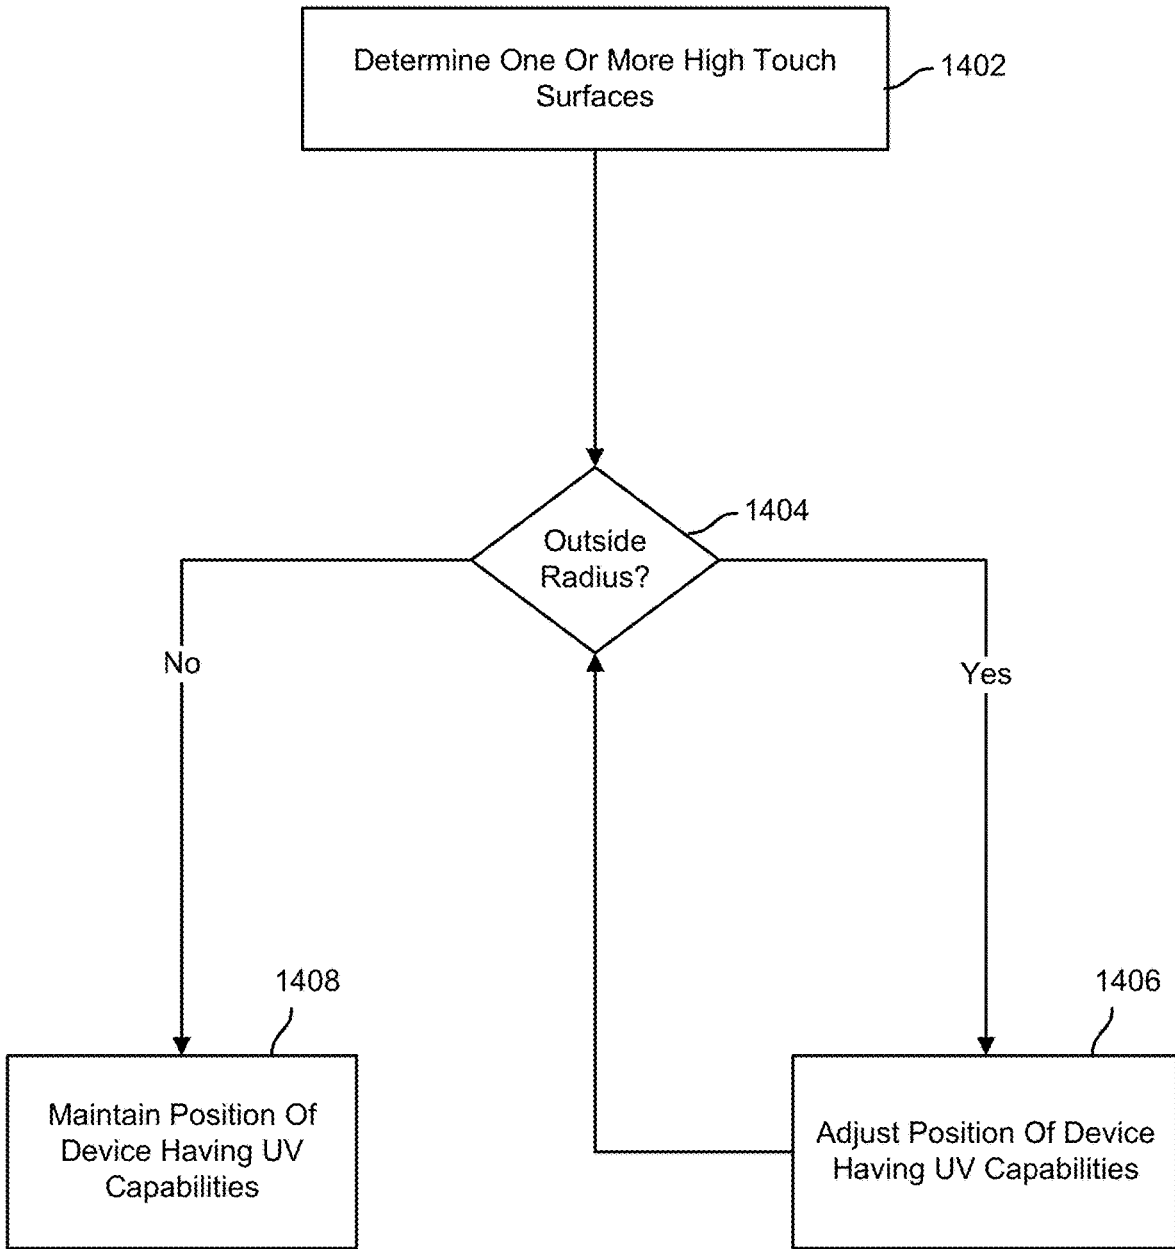 Determine One Or More High Touch
Surfaces
1402
1404
Outside
Radius?
No
Yes
1408
1406
Maintain Position Of
Device Having UV
Capabilities
Adjust Position Of Device
Having UV Capabilities